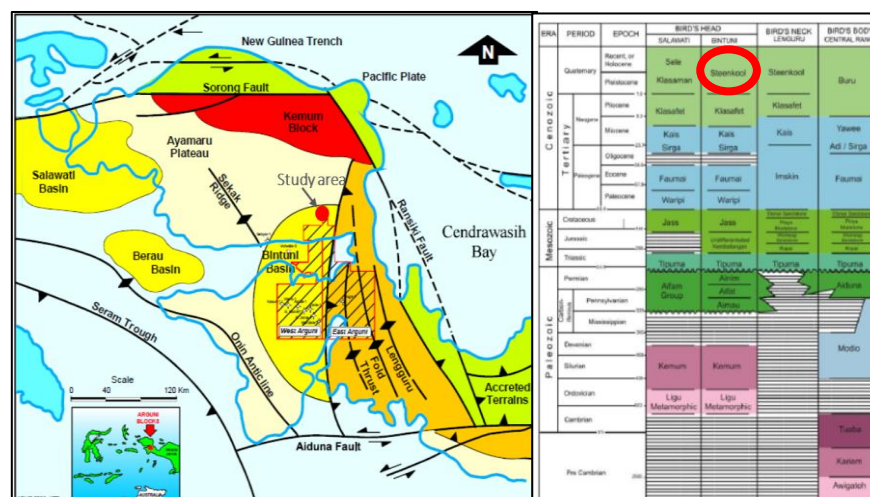 New Guinea Trench
N
Pacific Plate
Sorong Fault
Kemum
Block
Ayamaru
Plateau
Salawati
Basin
Study area
Sekak
Ridge
Ransiki Fault
Cendrawasih
Bay
Bintuni
Basin
Berau
Basin
West Arguni
East Arguni
Seram Trough
Onin Anticline
Lengguru
Fold
Thrust
Accreted
Terrains
Scale
0 40 80 120 Km
Aiduna Fault
ARGUNI
BLOCKS
AUSTRALIA
ERA
PERIOD
EPOCH
BIRD'S HEAD
SALAWATI
BINTUNI
BIRD'S NECK
LENGURU
BIRD'S BODY
CENTRAL RANG
Cenozoic
Quaternary
Recent, or
Holocene
Pleistocene
Sele
Klasaman
Steenkool
Steenkool
Buru
Tertiary
Neogene
Pliocene
Klasafet
Klasafet
Klasafet
Miocene
Kais
Sirga
Kais
Sirga
Kais
Yawee
Adi / Sirga
Paleogene
Oligocene
Eocene
Paleocene
Faumai
Waripi
Faumai
Waripi
Imskin
Faumai
Mesozoic
Cretaceous
Jass
Jass
Jurassic
Triassic
Tipuma
Tipuma
Tipuma
Tipuma
Paleozoic
Permian
Aifam
Group
Ainim
Aifat
Aimau
Aiduna
Pennsylvanian
Mississippian
Devonian
Modio
Silurian
Kemum
Kemum
Ordovician
Ligu
Metamorphic
Ligu
Metamorphic
Cambrian
Tuaba
Pre Cambrian
Kariem
Awigatoh